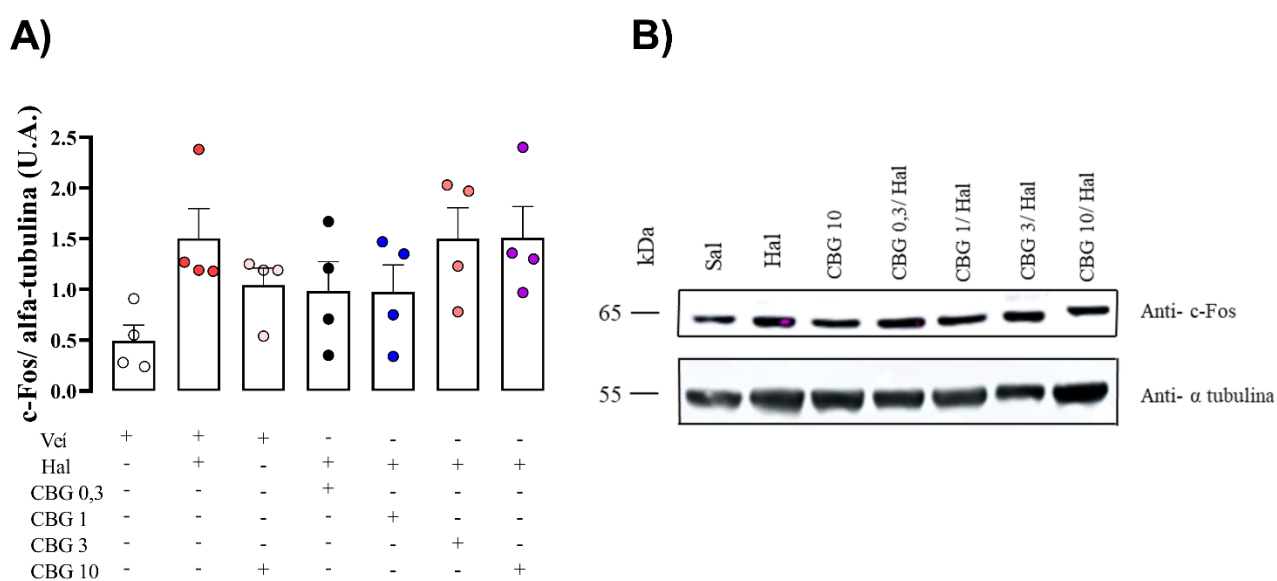 A)
B)
c-Fos/ alfa-tubulina (U.A.)
2.5
2.0
1.5
1.0
0.5
0.0
Veí + + + - - - -
Hal - + - + + + +
CBG 0,3 - - - + - - -
CBG 1 - - - - + - -
CBG 3 - - - - - + -
CBG 10 - - + - - - +
kDa
Sal
Hal
CBG 10
CBG 0,3/ Hal
CBG 1/ Hal
CBG 3/ Hal
CBG 10/ Hal
65
Anti- c-Fos
55
Anti- α tubulina